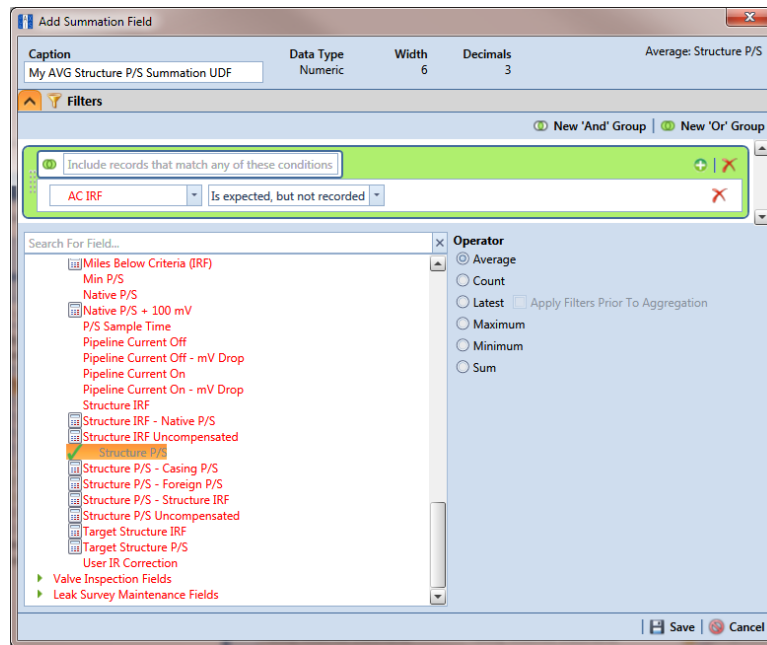 Add Summation Field
Caption Data Type Width Decimals Average: Structure P/S
My AVG Structure P/S Summation UDF Numeric 6 3
Filters
New 'And' Group New 'Or' Group
Include records that match any of these conditions
AC IRF Is expected, but not recorded
Search For Field...
Miles Below Criteria (IRF)
Min P/S
Native P/S
Native P/S + 100 mV
P/S Sample Time
Pipeline Current Off
Pipeline Current Off - mV Drop
Pipeline Current On
Pipeline Current On - mV Drop
Structure IRF
Structure IRF - Native P/S
Structure IRF Uncompensated
Structure P/S
Structure P/S - Casing P/S
Structure P/S - Foreign P/S
Structure P/S - Structure IRF
Structure P/S Uncompensated
Target Structure IRF
Target Structure P/S
User IR Correction
Valve Inspection Fields
Leak Survey Maintenance Fields
Operator
Average
Count
Latest Apply Filters Prior To Aggregation
Maximum
Minimum
Sum
Save Cancel